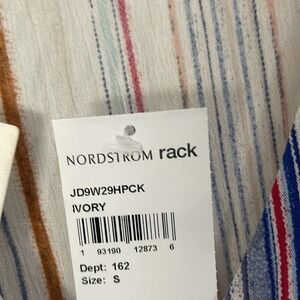 NORDSTROM rack
JD9W29HPCK
IVORY
1 93190 12873 6
Dept: 162
Size: S